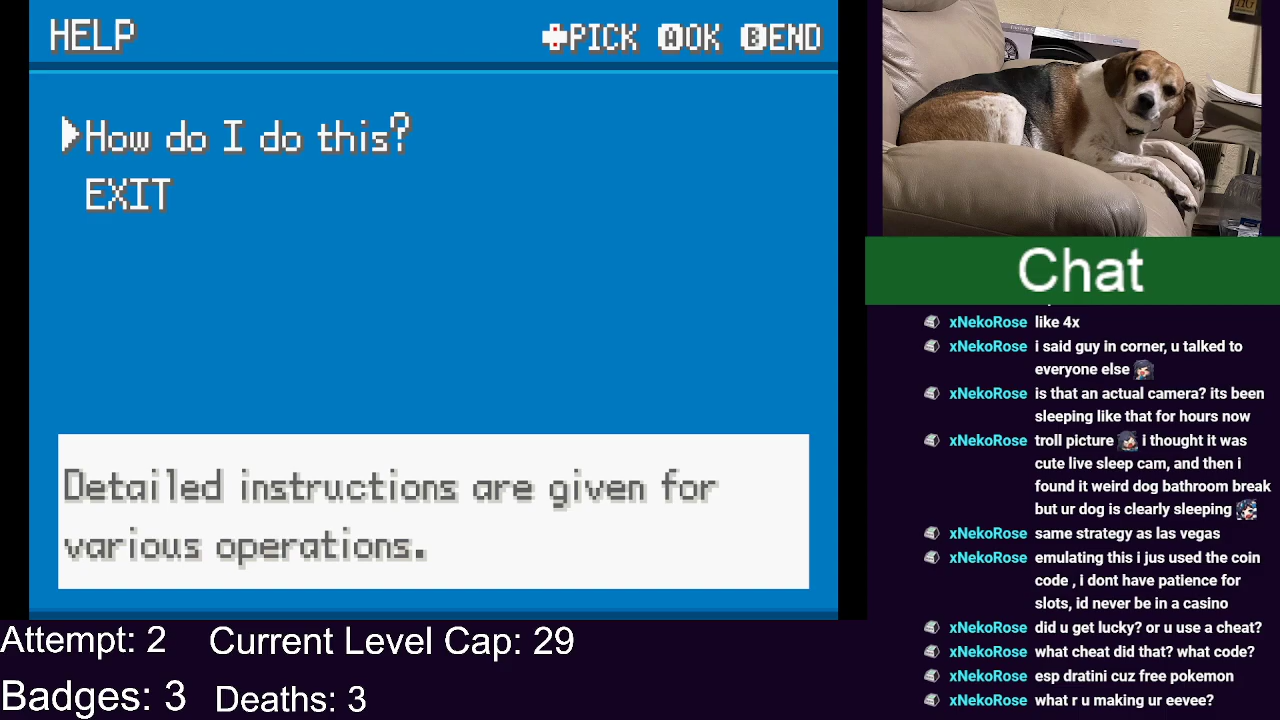 HELP
PICK AOK BEND
How do I do this?
EXIT
Detailed instructions are given for
various operations.
Attempt: 2 Current Level Cap: 29
Badges: 3 Deaths: 3
Chat
xNekoRose like 4x
xNekoRose i said guy in corner, u talked to
everyone else
xNekoRose is that an actual camera? its been
sleeping like that for hours now
xNekoRose troll picture i thought it was
cute live sleep cam, and then i
found it weird dog bathroom break
but ur dog is clearly sleeping
xNekoRose same strategy as las vegas
xNekoRose emulating this i jus used the coin
code , i dont have patience for
slots, id never be in a casino
xNekoRose did u get lucky? or u use a cheat?
xNekoRose what cheat did that? what code?
xNekoRose esp dratini cuz free pokemon
xNekoRose what r u making ur eevee?